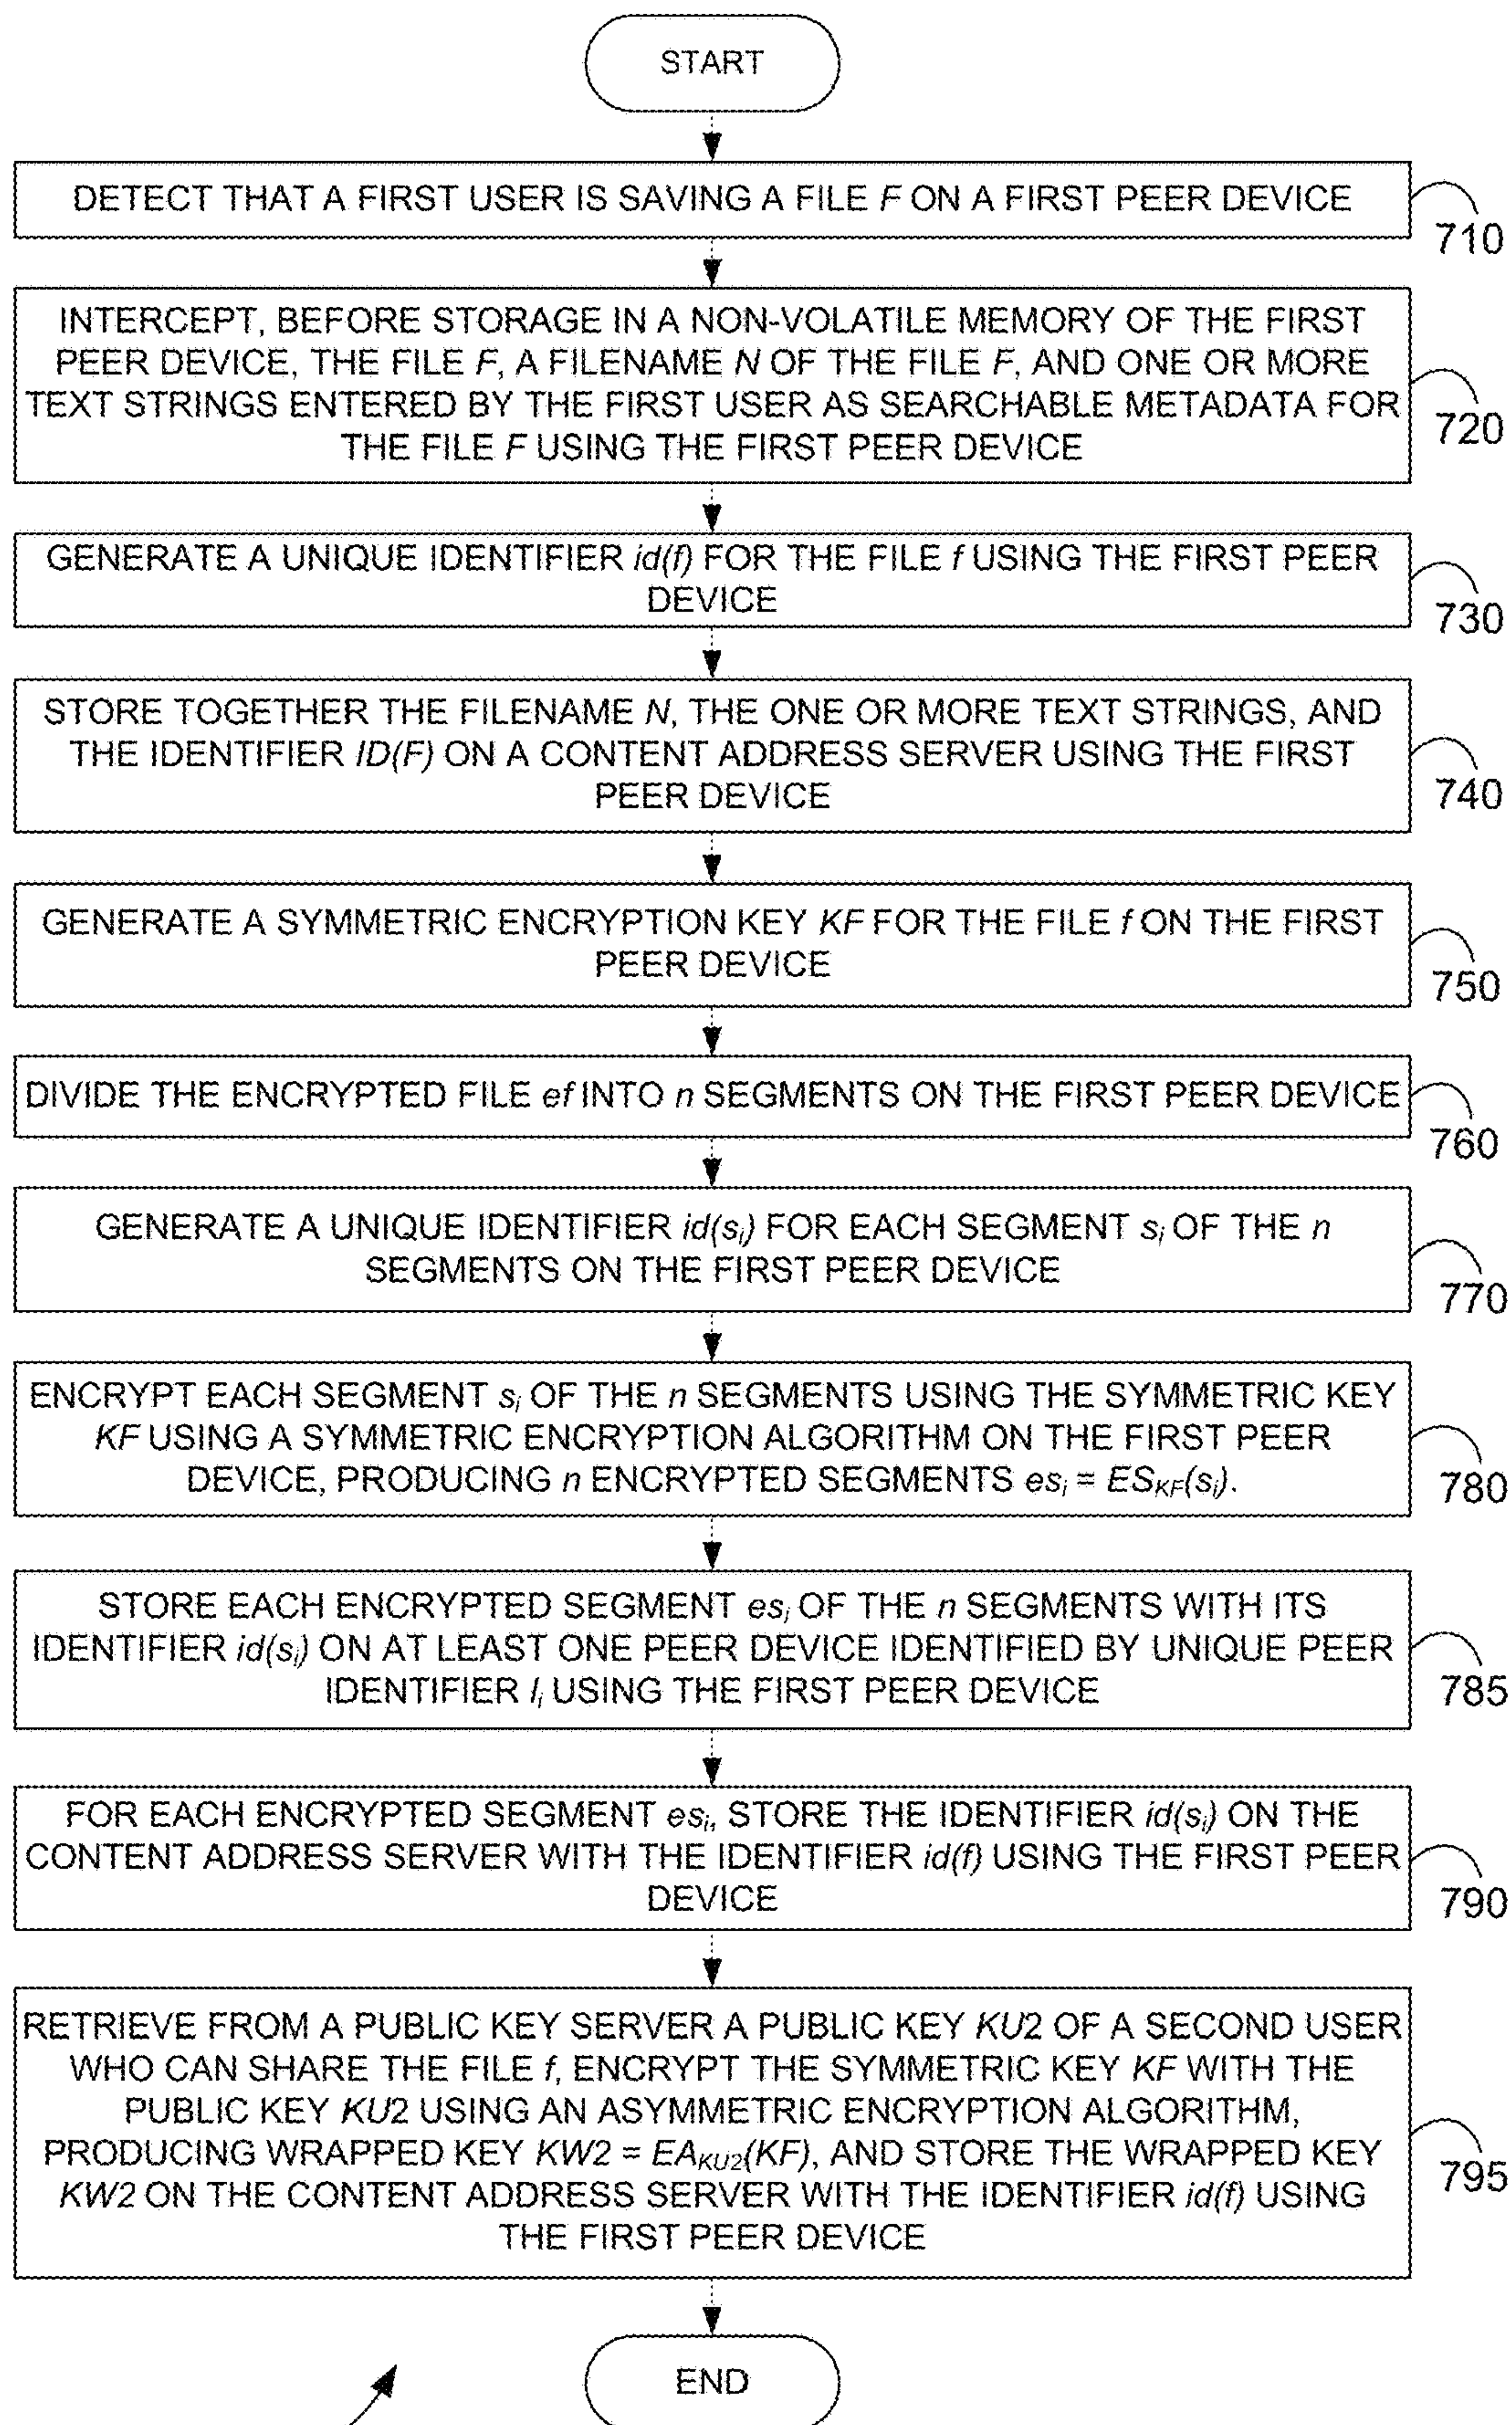 START
DETECT THAT A FIRST USER IS SAVING A FILE F ON A FIRST PEER DEVICE
710
INTERCEPT, BEFORE STORAGE IN A NON-VOLATILE MEMORY OF THE FIRST
PEER DEVICE, THE FILE F, A FILENAME N OF THE FILE F, AND ONE OR MORE
TEXT STRINGS ENTERED BY THE FIRST USER AS SEARCHABLE METADATA FOR
THE FILE F USING THE FIRST PEER DEVICE
720
GENERATE A UNIQUE IDENTIFIER id(f) FOR THE FILE f USING THE FIRST PEER
DEVICE
730
STORE TOGETHER THE FILENAME N, THE ONE OR MORE TEXT STRINGS, AND
THE IDENTIFIER ID(F) ON A CONTENT ADDRESS SERVER USING THE FIRST
PEER DEVICE
740
GENERATE A SYMMETRIC ENCRYPTION KEY KF FOR THE FILE f ON THE FIRST
PEER DEVICE
750
DIVIDE THE ENCRYPTED FILE ef INTO n SEGMENTS ON THE FIRST PEER DEVICE
760
GENERATE A UNIQUE IDENTIFIER id(si) FOR EACH SEGMENT si OF THE n
SEGMENTS ON THE FIRST PEER DEVICE
770
ENCRYPT EACH SEGMENT si OF THE n SEGMENTS USING THE SYMMETRIC KEY
KF USING A SYMMETRIC ENCRYPTION ALGORITHM ON THE FIRST PEER
DEVICE, PRODUCING n ENCRYPTED SEGMENTS esi = ESKF(si).
780
STORE EACH ENCRYPTED SEGMENT esi OF THE n SEGMENTS WITH ITS
IDENTIFIER id(si) ON AT LEAST ONE PEER DEVICE IDENTIFIED BY UNIQUE PEER
IDENTIFIER Ii USING THE FIRST PEER DEVICE
785
FOR EACH ENCRYPTED SEGMENT esi, STORE THE IDENTIFIER id(si) ON THE
CONTENT ADDRESS SERVER WITH THE IDENTIFIER id(f) USING THE FIRST PEER
DEVICE
790
RETRIEVE FROM A PUBLIC KEY SERVER A PUBLIC KEY KU2 OF A SECOND USER
WHO CAN SHARE THE FILE f, ENCRYPT THE SYMMETRIC KEY KF WITH THE
PUBLIC KEY KU2 USING AN ASYMMETRIC ENCRYPTION ALGORITHM,
PRODUCING WRAPPED KEY KW2 = EAKU2(KF), AND STORE THE WRAPPED KEY
KW2 ON THE CONTENT ADDRESS SERVER WITH THE IDENTIFIER id(f) USING
THE FIRST PEER DEVICE
795
END